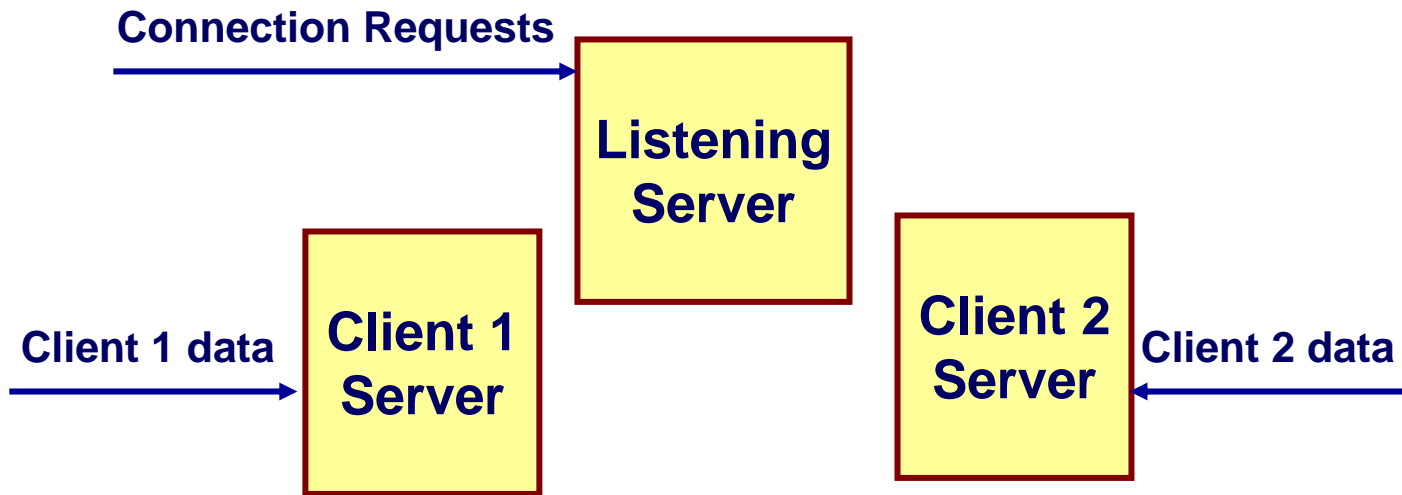 Connection Requests
Listening
Server
Client 1
Server
Client 2
Server
Client 1 data
Client 2 data